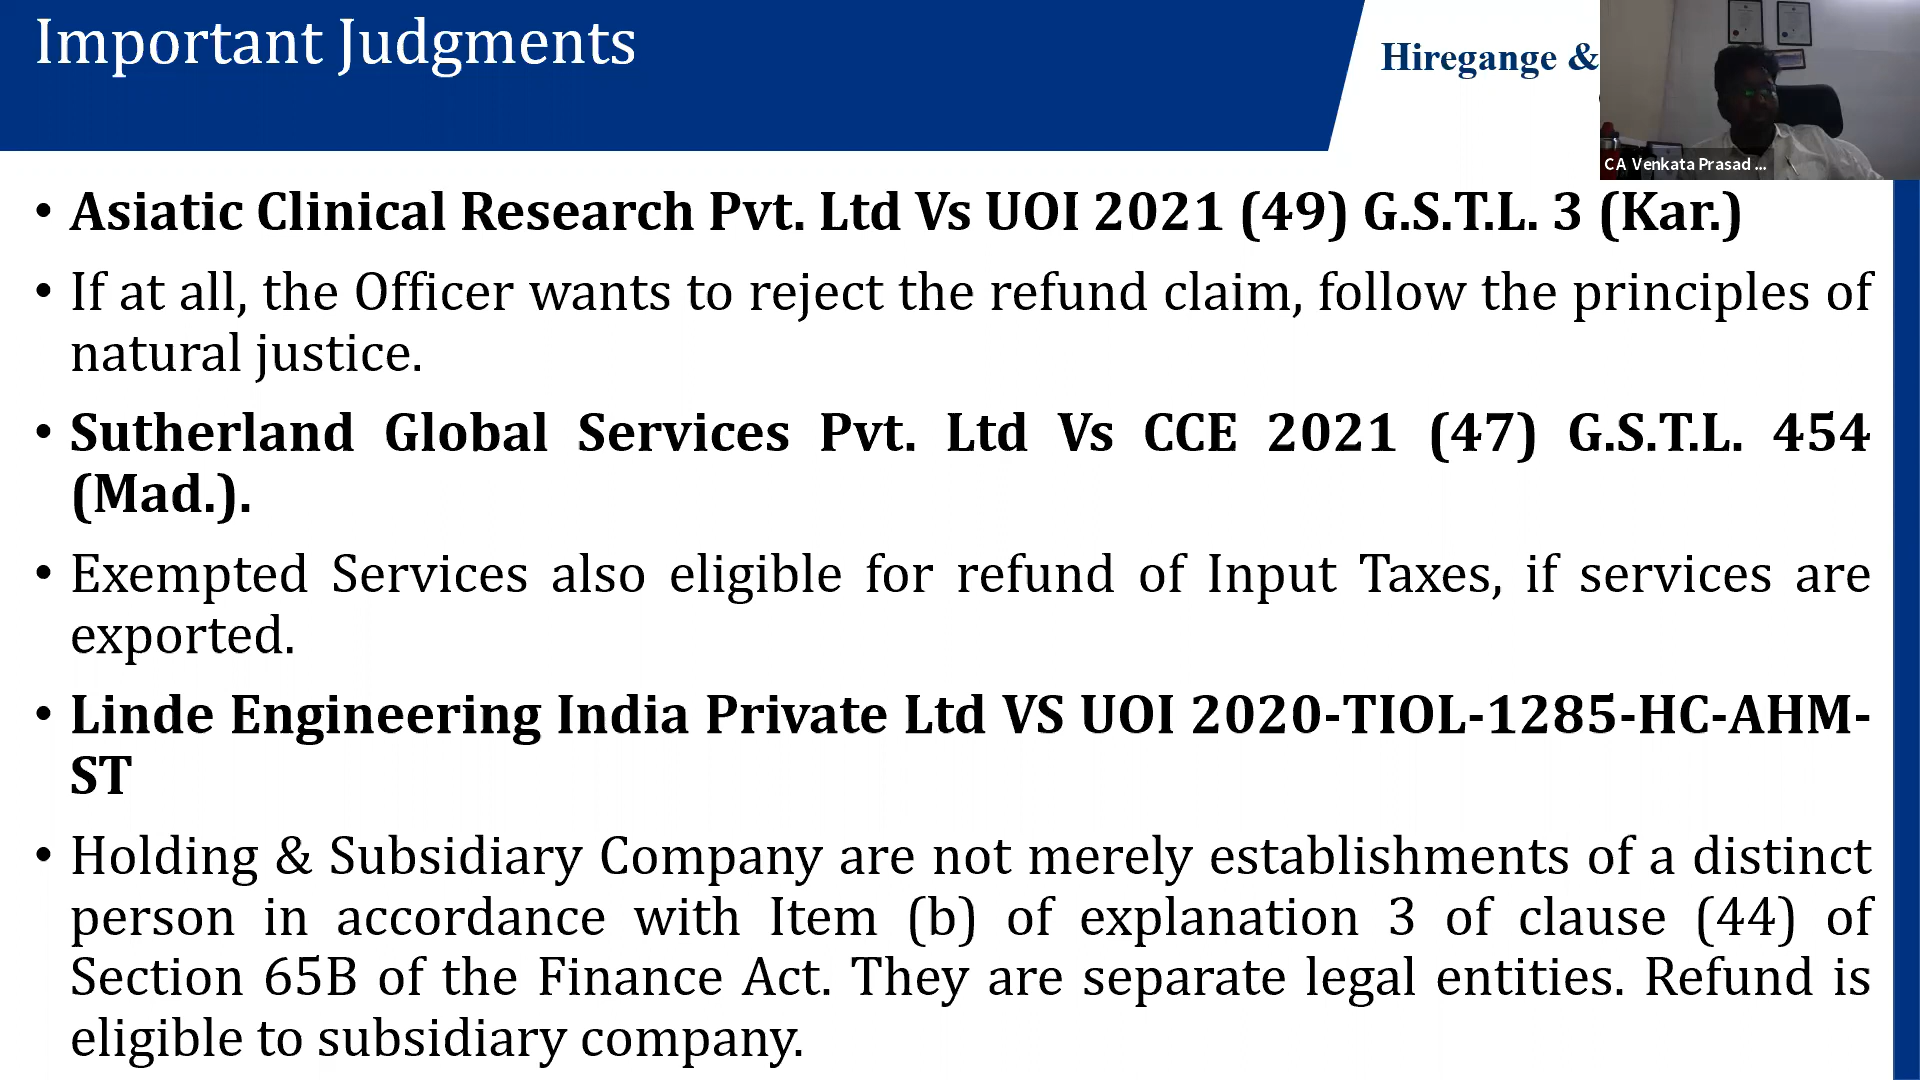 Important Judgments
Hiregange &
CA Venkata Prasad ...
• Asiatic Clinical Research Pvt. Ltd Vs UOI 2021 (49) G.S.T.L. 3 (Kar.)
• If at all, the Officer wants to reject the refund claim, follow the principles of
natural justice.
• Sutherland Global Services Pvt. Ltd Vs CCE 2021 (47) G.S.T.L. 454
(Mad.).
• Exempted Services also eligible for refund of Input Taxes, if services are
exported.
• Linde Engineering India Private Ltd VS UOI 2020-TIOL-1285-HC-AHM-
ST
• Holding & Subsidiary Company are not merely establishments of a distinct
person in accordance with Item (b) of explanation 3 of clause (44) of
Section 65B of the Finance Act. They are separate legal entities. Refund is
eligible to subsidiary company.